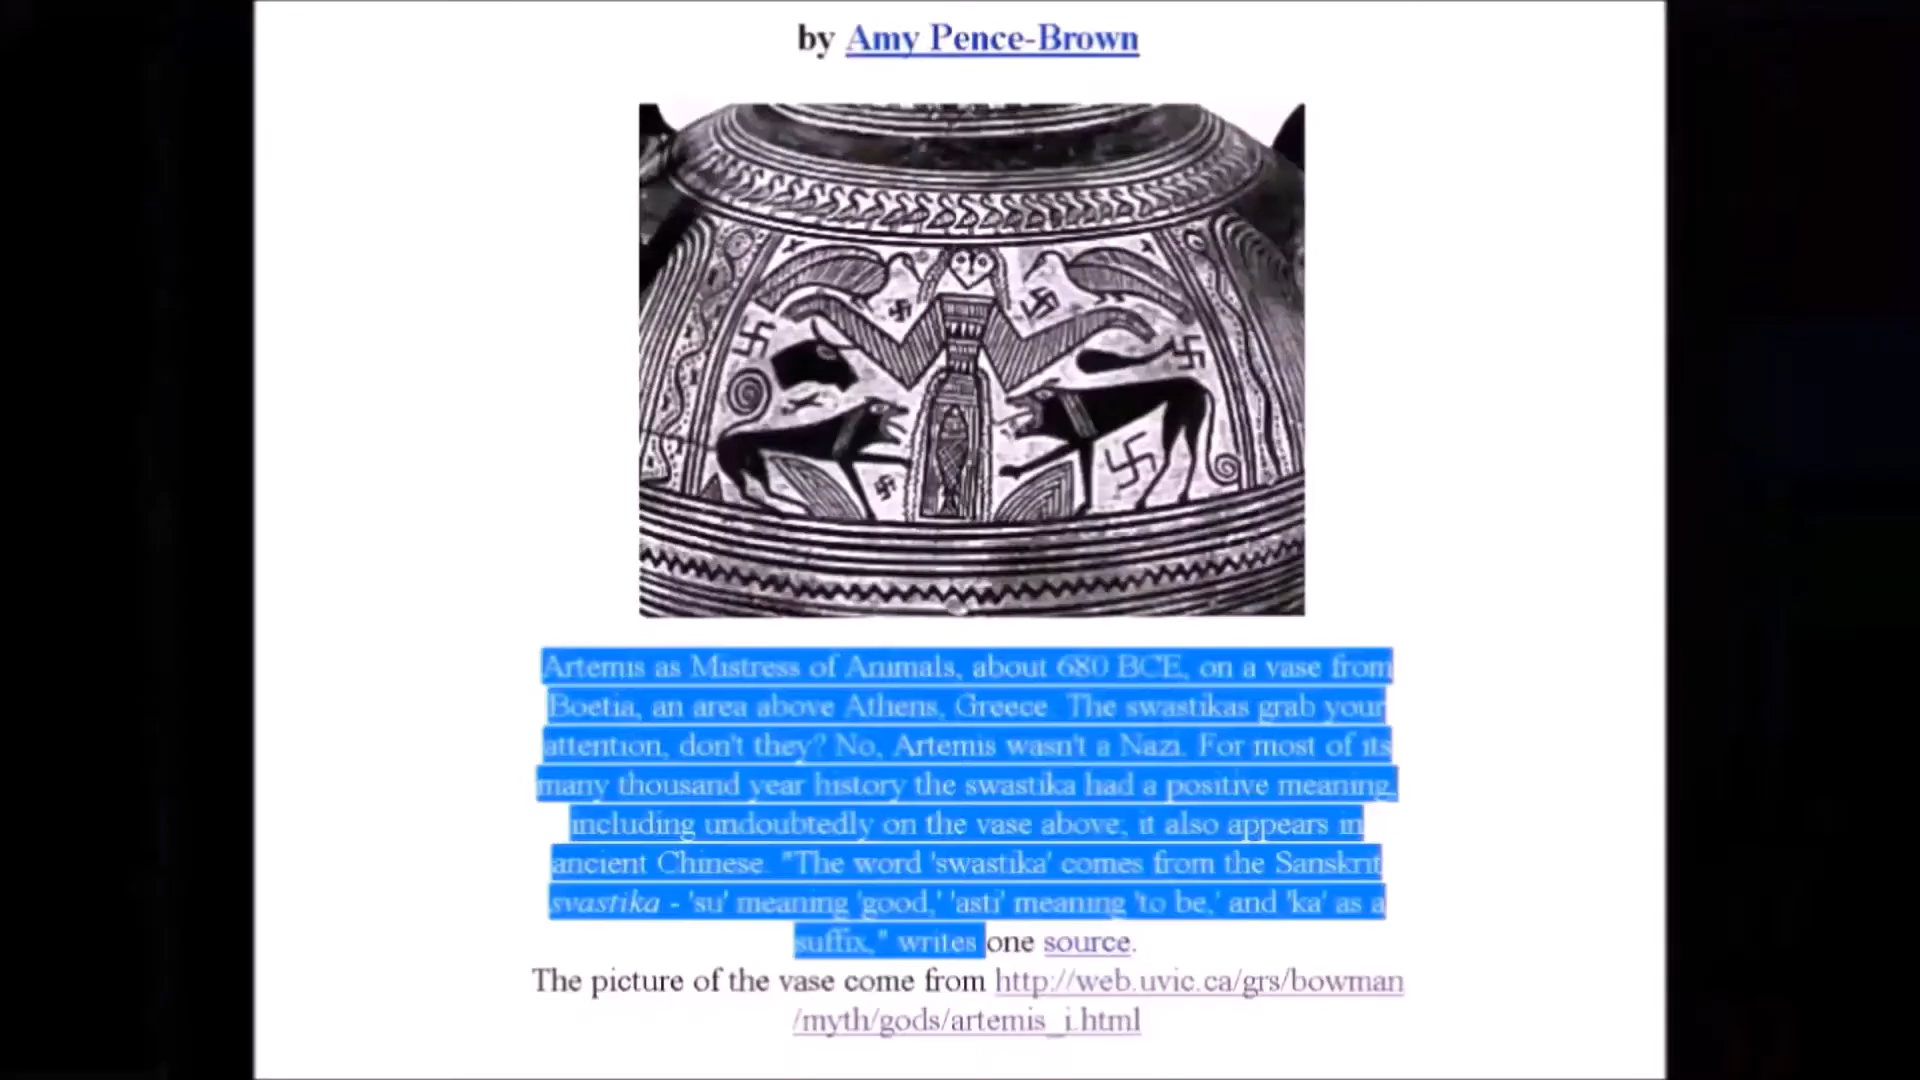 by Amy Pence-Brown
Artemis as Mistress of Animals, about 680 BCE, on a vase from
Boetia, an area above Athens, Greece. The swastikas grab your
attention, don't they? No, Artemis wasn't a Nazi. For most of its
many thousand year history the swastika had a positive meaning,
including undoubtedly on the vase above; it also appears in
ancient Chinese. "The word 'swastika' comes from the Sanskrit
svastika - 'su' meaning 'good,' 'asti' meaning 'to be,' and 'ka' as a
suffix," writes one source.
The picture of the vase come from http://web.uvic.ca/grs/bowman
/myth/gods/artemis_i.html